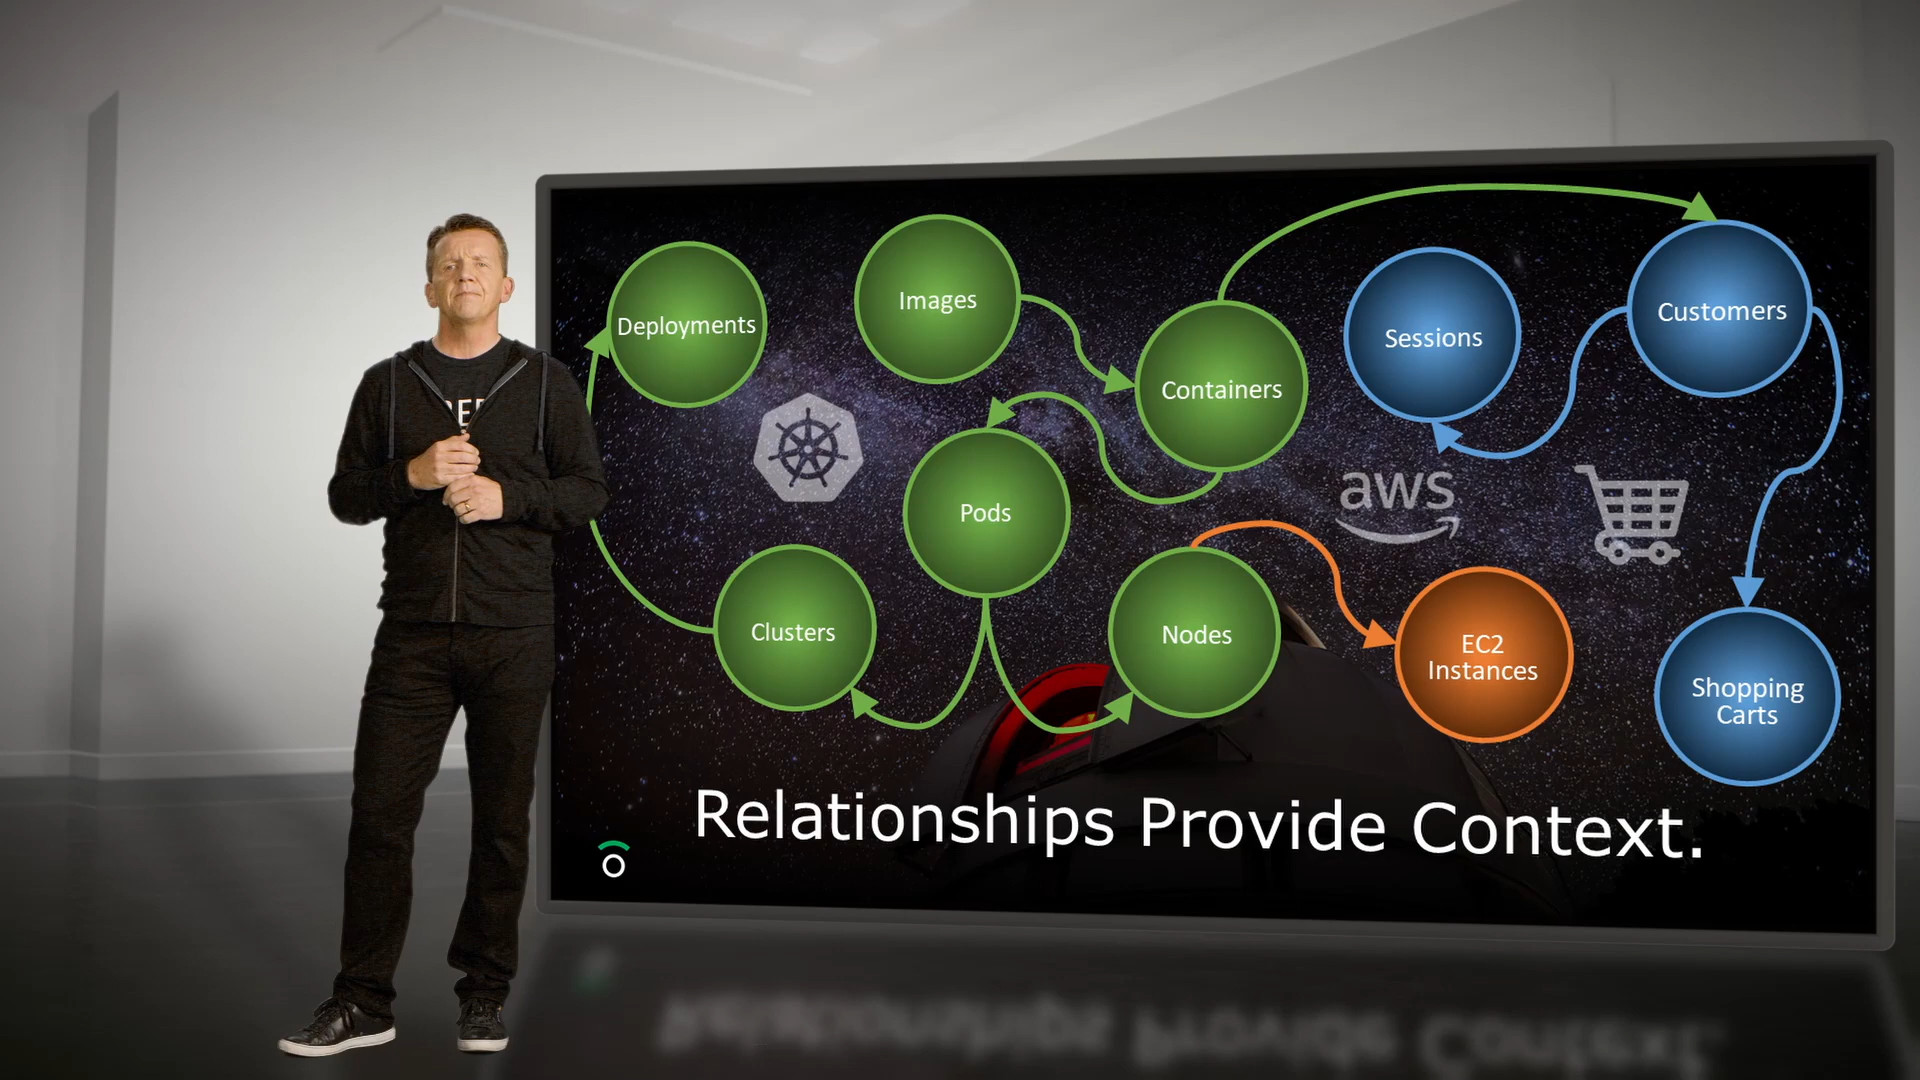 Deployments
Images
Containers
Sessions
Customers
Pods
aws
Clusters
Nodes
EC2
Instances
Shopping
Carts
Relationships Provide Context.